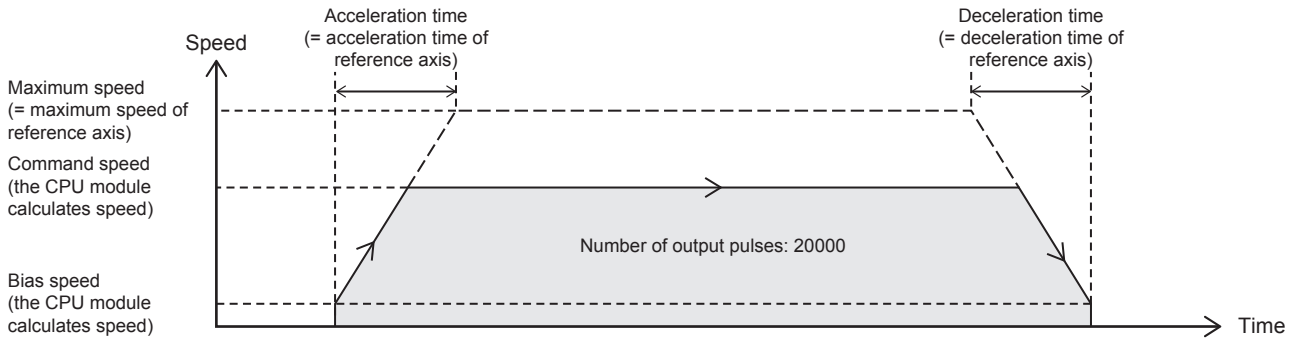 Acceleration time
(= acceleration time of
reference axis)
Deceleration time
(= deceleration time of
reference axis)
Speed
Maximum speed
(= maximum speed of
reference axis)
Command speed
(the CPU module
calculates speed)
Number of output pulses: 20000
Bias speed
(the CPU module
calculates speed)
Time